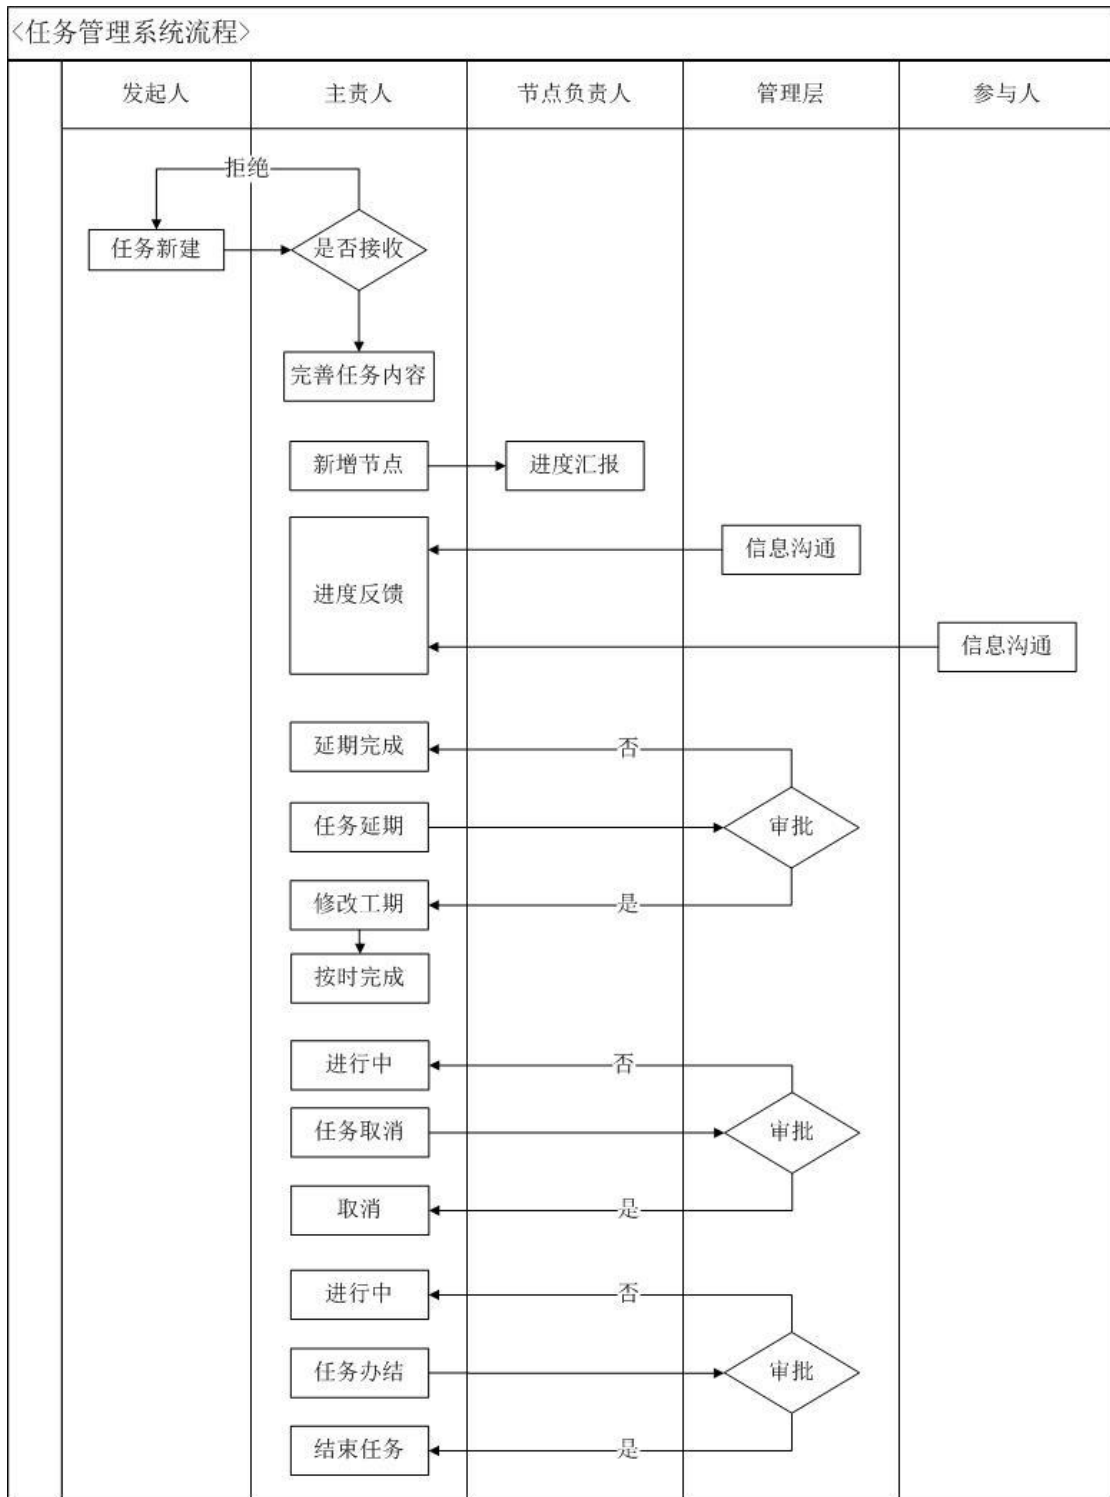 <任务管理系统流程>
发起人 主责人 节点负责人 管理层 参与人
拒绝
任务新建 是否接收
完善任务内容
新增节点 进度汇报
信息沟通
进度反馈
信息沟通
延期完成 否
任务延期 审批
修改工期 是
按时完成
进行中 否
任务取消 审批
取消 是
进行中 否
任务办结 审批
结束任务 是